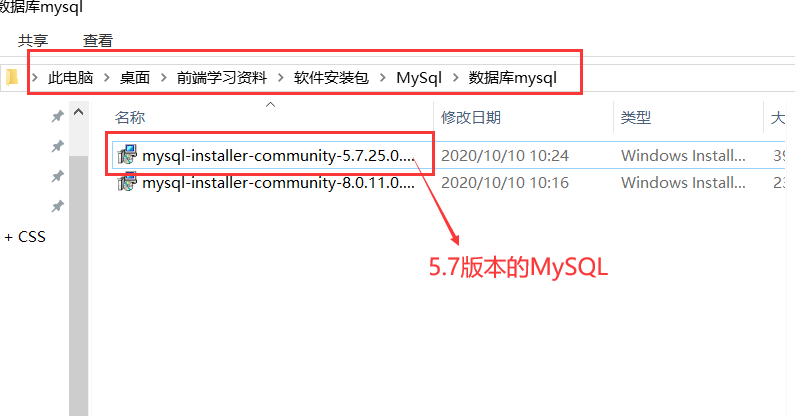 数据库mysql
共享 查看
此电脑 > 桌面 > 前端学习资料 > 软件安装包 > MySql > 数据库mysql
名称 修改日期 类型 大
mysql-installer-community-5.7.25.0.... 2020/10/10 10:24 Windows Install... 39
mysql-installer-community-8.0.11.0.... 2020/10/10 10:16 Windows Install... 23
+ CSS
5.7版本的MySQL